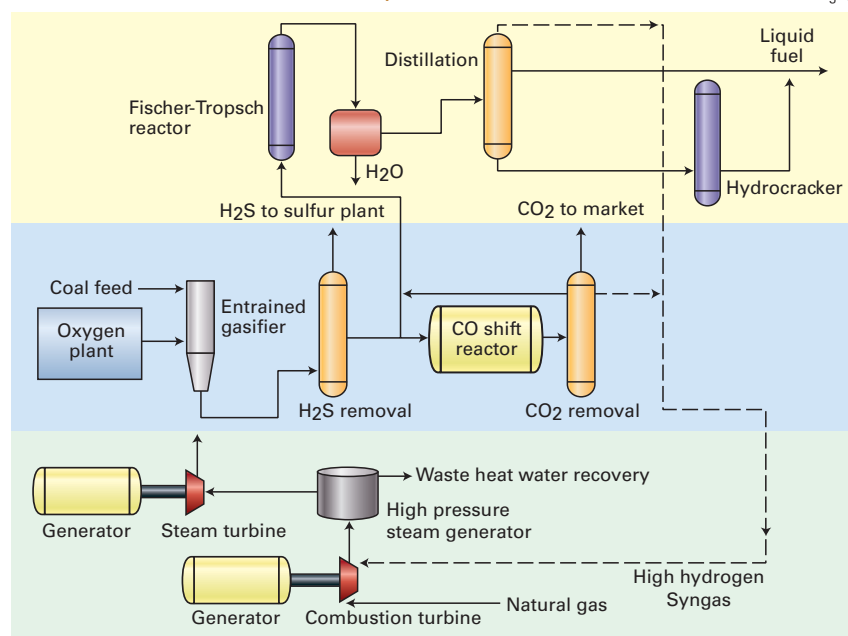 Distillation
Liquid
fuel
Fischer-Tropsch
reactor
H2O
Hydrocracker
H2S to sulfur plant
CO2 to market
Coal feed
Entrained
gasifier
Oxygen
plant
CO shift
reactor
H2S removal
CO2 removal
Waste heat water recovery
High pressure
steam generator
Generator
Steam turbine
High hydrogen
Syngas
Natural gas
Generator
Combustion turbine